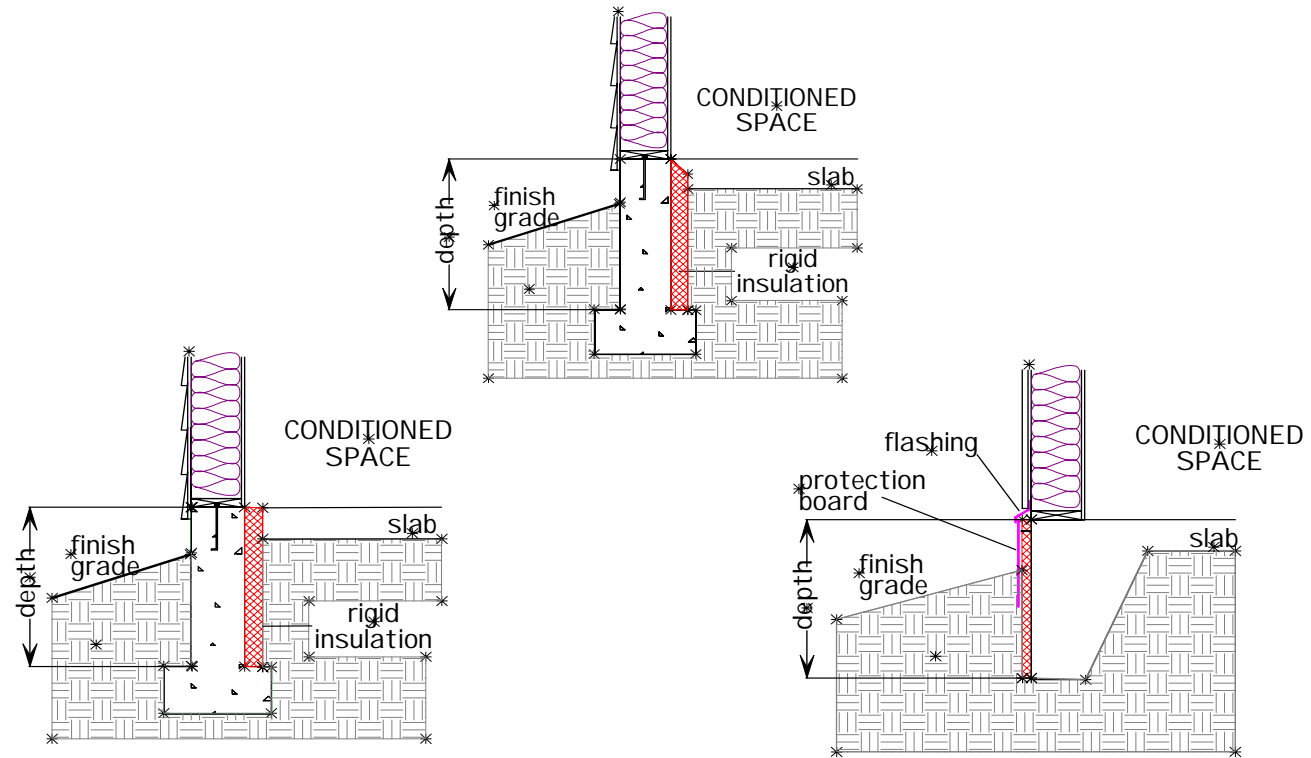 CONDITIONED
SPACE
slab
finish
grade
depth
rigid
insulation
CONDITIONED
SPACE
slab
finish
grade
depth
rigid
insulation
flashing
CONDITIONED
SPACE
protection
board
slab
finish
grade
depth